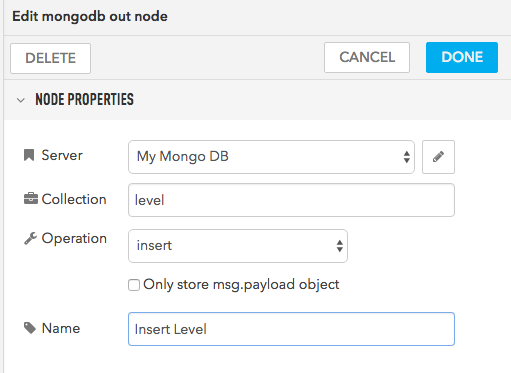 Edit mongodb out node
DELETE
CANCEL
DONE
NODE PROPERTIES
Server
My Mongo DB
Collection
level
Operation
insert
Only store msg.payload object
Name
Insert Level